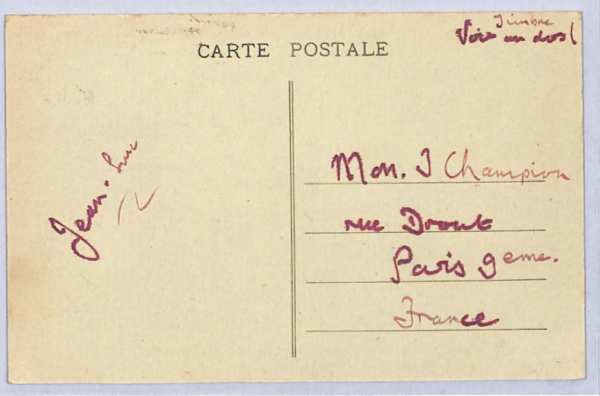 Timbre
Voir au dos!
CARTE POSTALE
Jean-Luc
Mon. J Champion
rue Drouot
Paris 9eme.
France